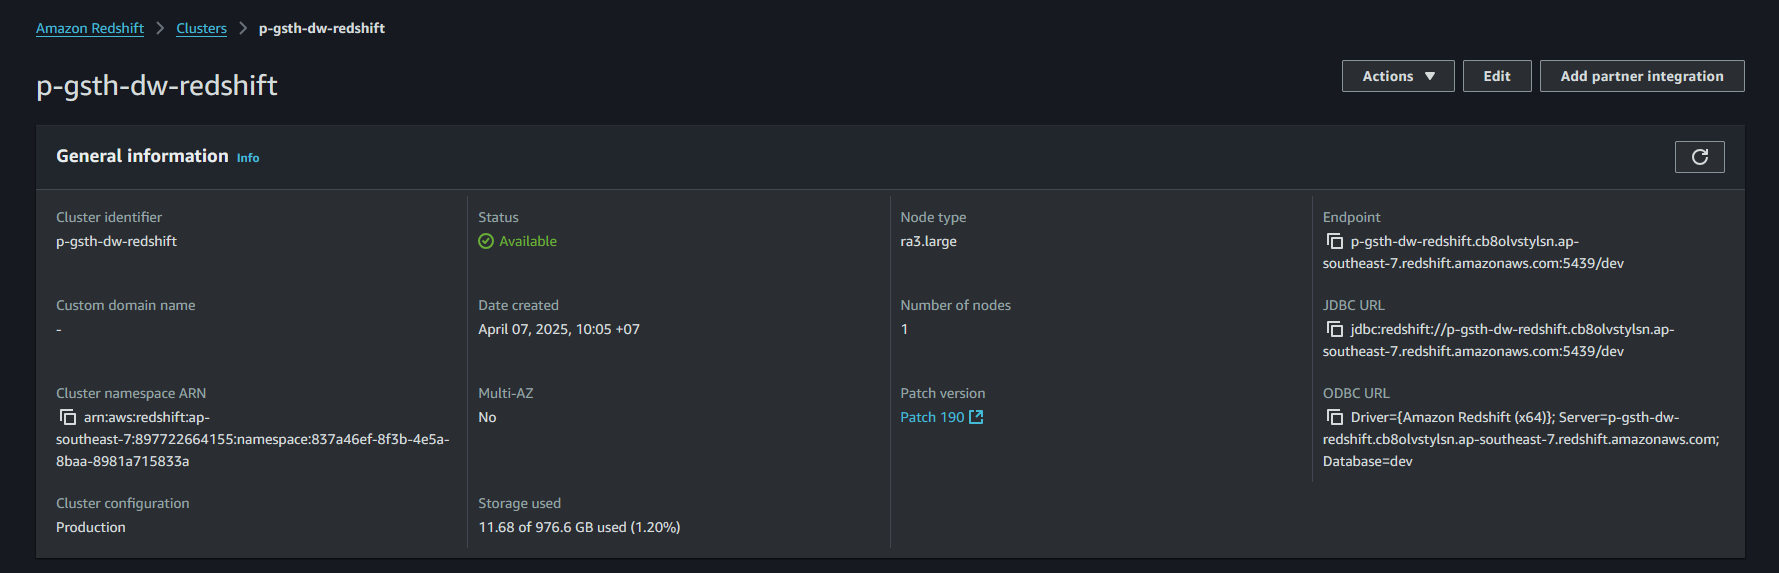 Amazon Redshift > Clusters > p-gsth-dw-redshift
p-gsth-dw-redshift
Actions ▼
Edit
Add partner integration
General information Info
Cluster identifier
p-gsth-dw-redshift
Custom domain name
-
Cluster namespace ARN
arn:aws:redshift:ap-
southeast-7:897722664155:namespace:837a46ef-8f3b-4e5a-
8baa-8981a715833a
Cluster configuration
Production
Status
Available
Date created
April 07, 2025, 10:05 +07
Multi-AZ
No
Storage used
11.68 of 976.6 GB used (1.20%)
Node type
ra3.large
Number of nodes
1
Patch version
Patch 190
Endpoint
p-gsth-dw-redshift.cb8olvstylsn.ap-
southeast-7.redshift.amazonaws.com:5439/dev
JDBC URL
jdbc:redshift://p-gsth-dw-redshift.cb8olvstylsn.ap-
southeast-7.redshift.amazonaws.com:5439/dev
ODBC URL
Driver={Amazon Redshift (x64)}; Server=p-gsth-dw-
redshift.cb8olvstylsn.ap-southeast-7.redshift.amazonaws.com;
Database=dev